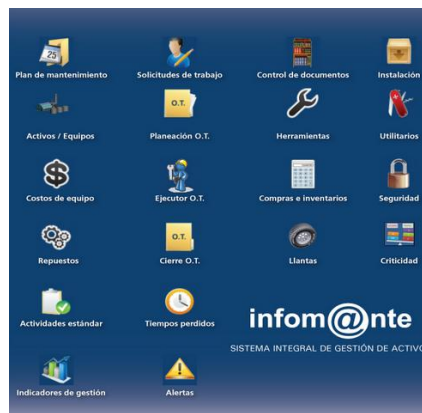 25
Plan de mantenimiento
Solicitudes de trabajo
Control de documentos
Instalación
O.T.
Activos / Equipos
Planeación O.T.
Herramientas
Utilitarios
Costos de equipo
Ejecutor O.T.
Compras e inventarios
Seguridad
O.T.
Repuestos
Cierre O.T.
Llantas
Criticidad
Actividades estándar
Tiempos perdidos
infom@nte
SISTEMA INTEGRAL DE GESTIÓN DE ACTIVO
Indicadores de gestión
Alertas